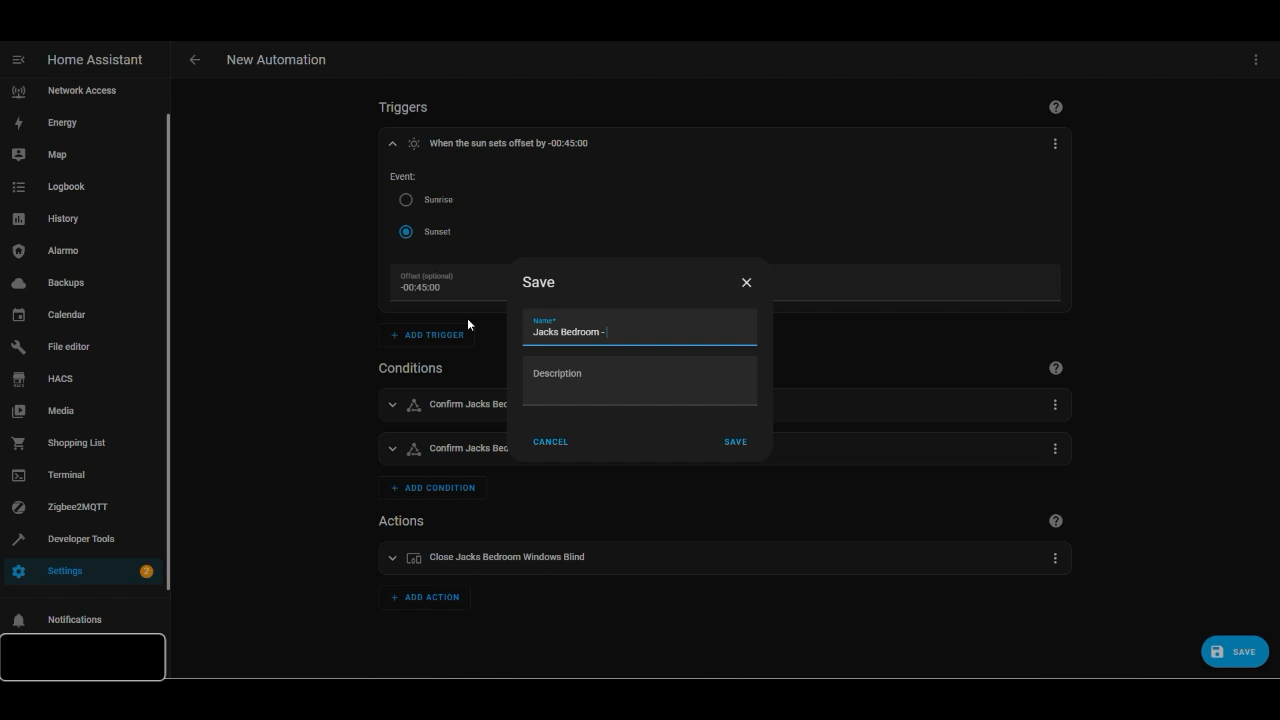 Home Assistant
New Automation
Network Access
Energy
Map
Logbook
History
Alarmo
Backups
Calendar
File editor
HACS
Media
Shopping List
Terminal
Zigbee2MQTT
Developer Tools
Settings 2
Notifications
Triggers
When the sun sets offset by -00:45:00
Event:
Sunrise
Sunset
Offset (optional)
-00:45:00
+ ADD TRIGGER
Conditions
Confirm Jacks Bed
Confirm Jacks Bed
+ ADD CONDITION
Actions
Close Jacks Bedroom Windows Blind
+ ADD ACTION
Save
Name*
Jacks Bedroom -
Description
CANCEL SAVE
SAVE